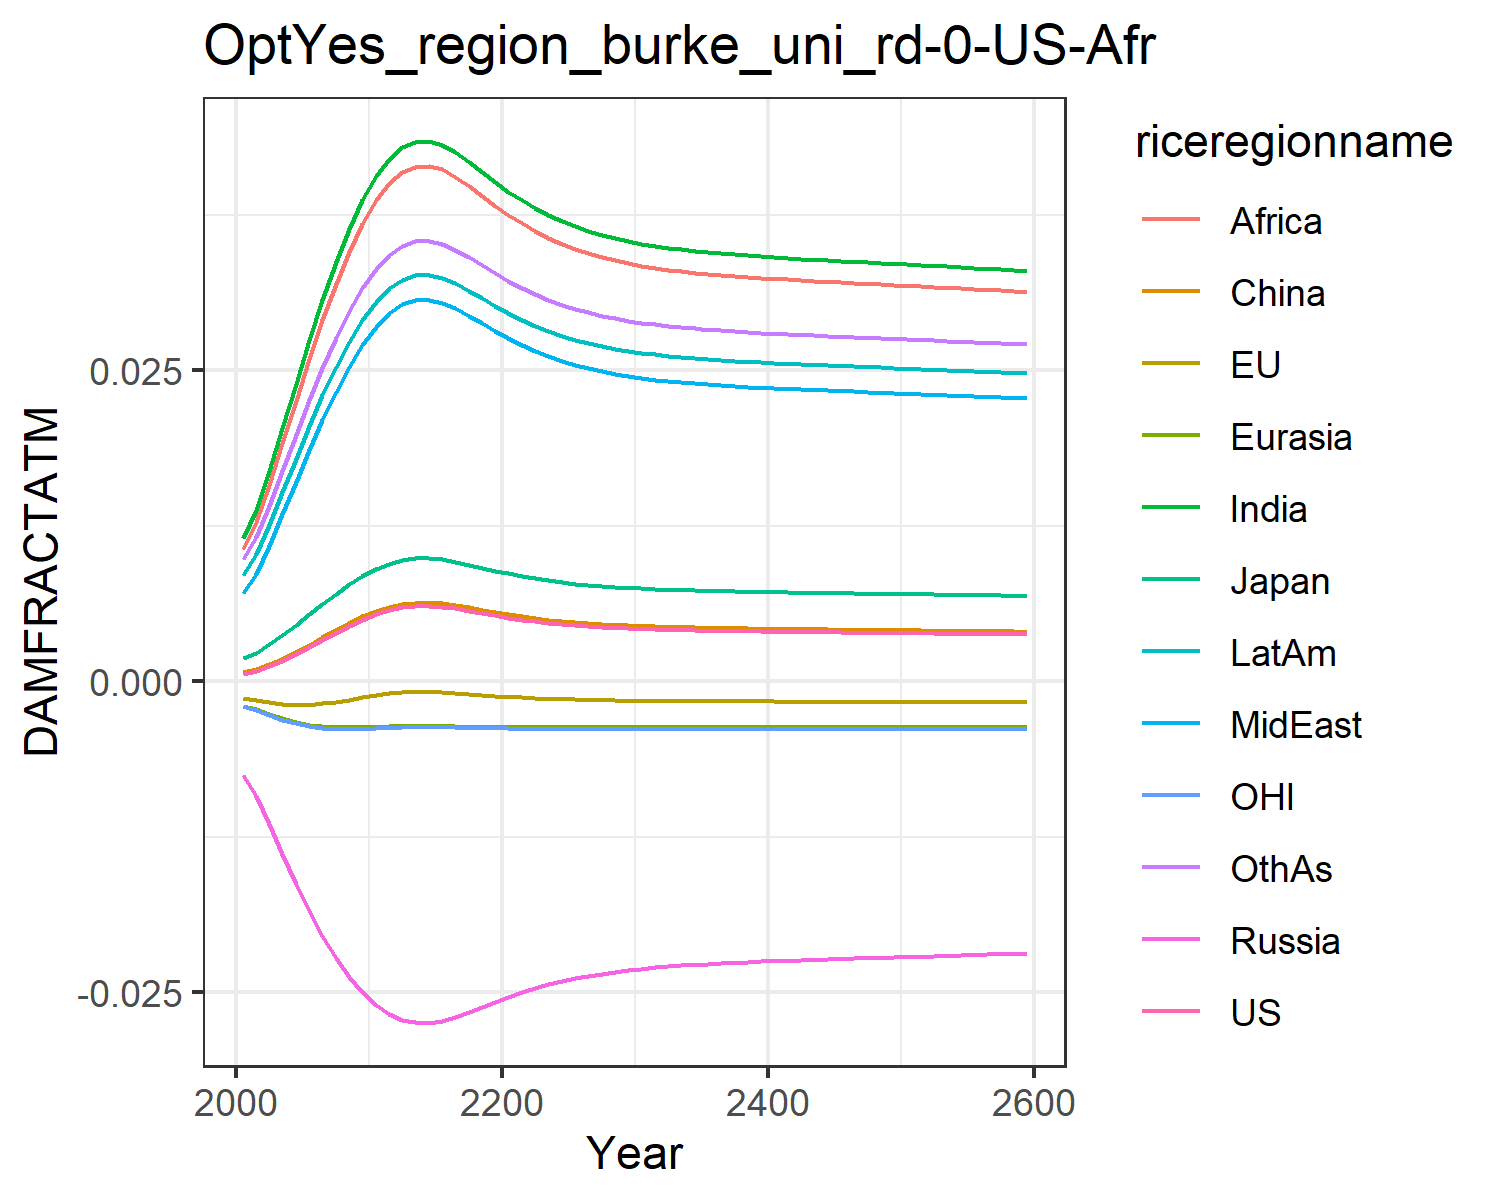 OptYes_region_burke_uni_rd-0-US-Afr
DAMFRACTATM
0.025
0.000
-0.025
2000
2200
2400
2600
Year
riceregionname
Africa
China
EU
Eurasia
India
Japan
LatAm
MidEast
OHI
OthAs
Russia
US